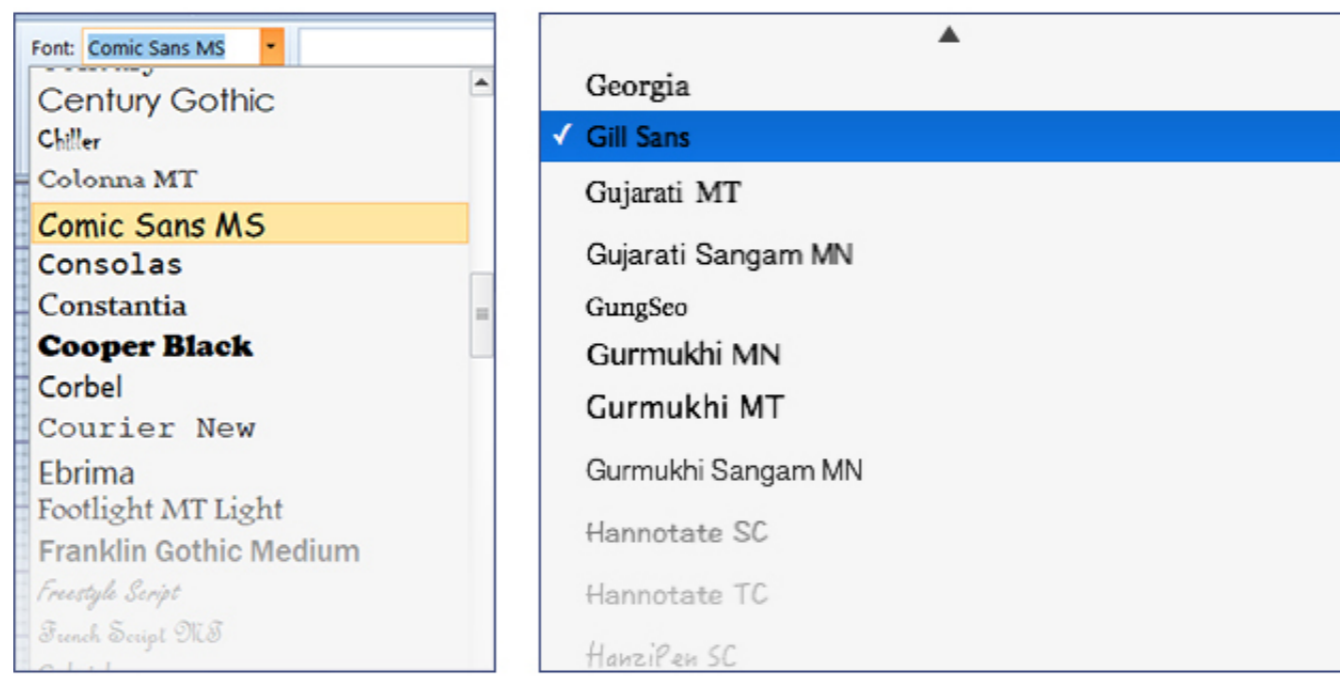 Font: Comic Sans MS
Century Gothic
Chiller
Colonna MT
Comic Sans MS
Consolas
Constantia
Cooper Black
Corbel
Courier New
Ebrima
Footlight MT Light
Franklin Gothic Medium
Freestyle Script
French Script MT
Georgia
✓ Gill Sans
Gujarati MT
Gujarati Sangam MN
GungSeo
Gurmukhi MN
Gurmukhi MT
Gurmukhi Sangam MN
Hannotate SC
Hannotate TC
HanziPen SC